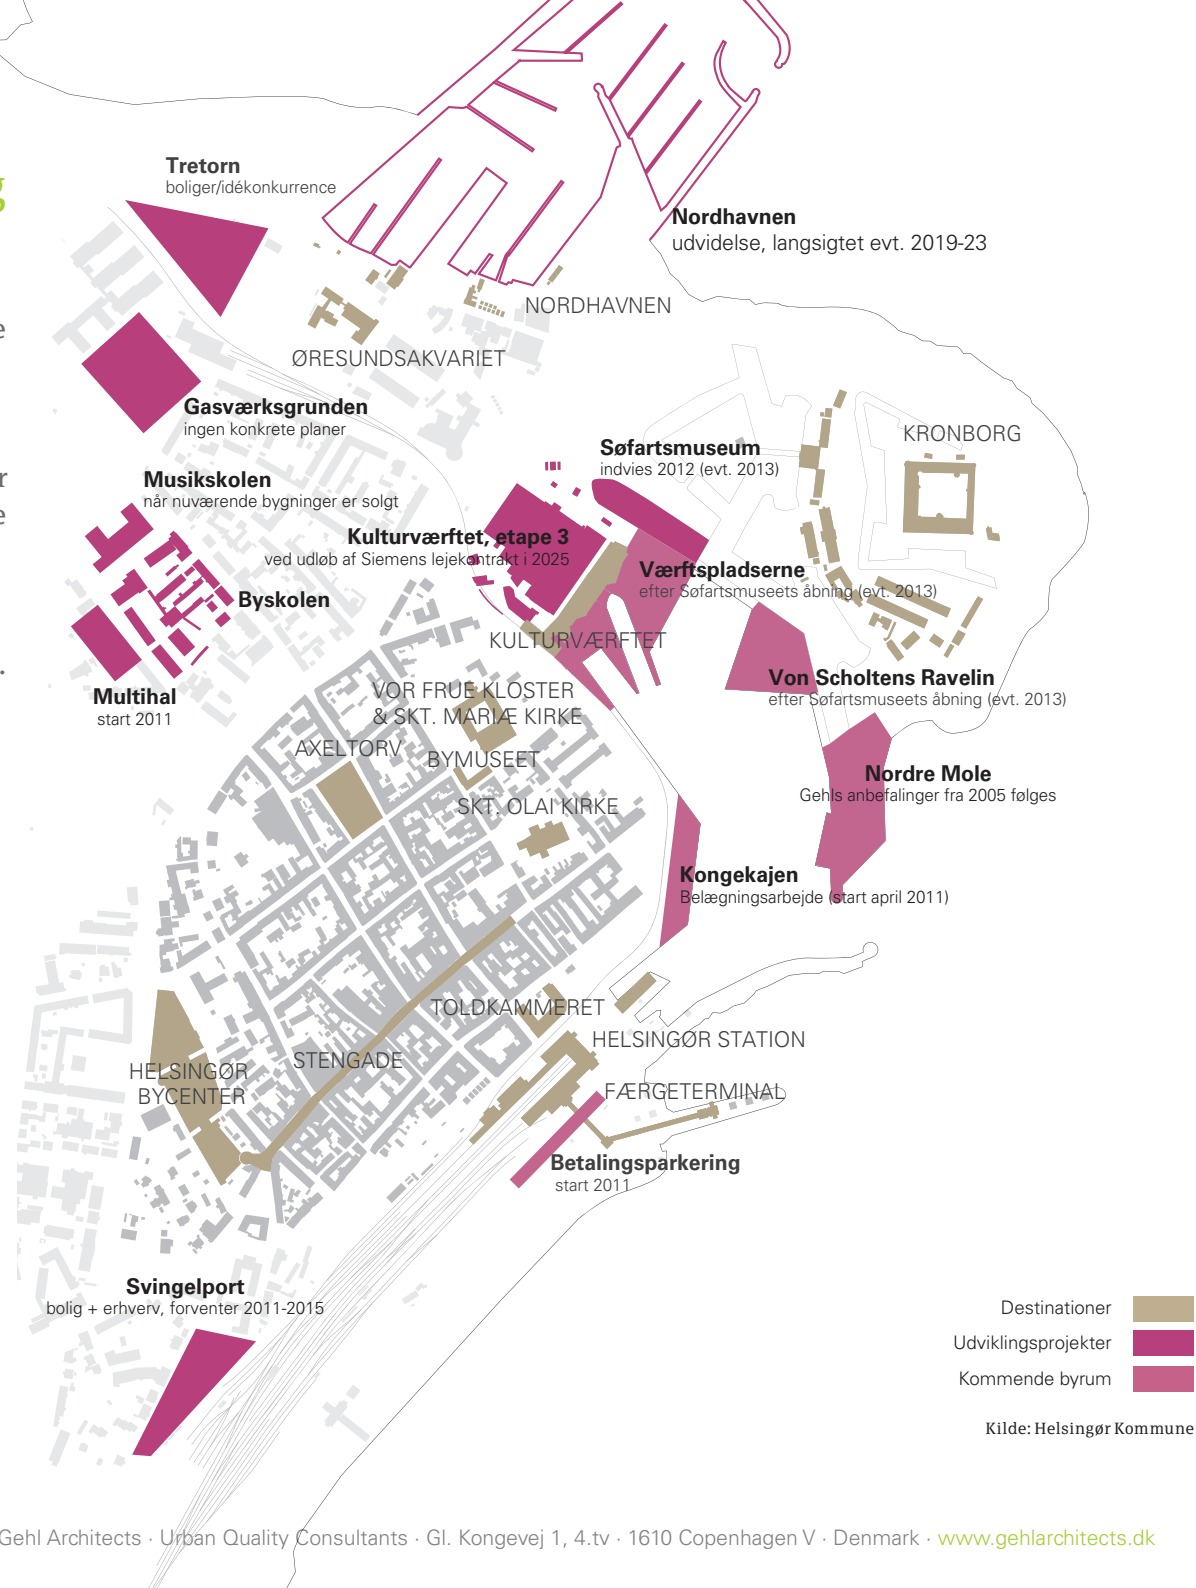 g
Tretorn
boliger/idékonkurrence
Nordhavnen
udvidelse, langsigtet evt. 2019-23
NORDHAVNEN
e
ØRESUNDSAKVARIET
Gasværksgrunden
ingen konkrete planer
KRONBORG
Søfartsmuseum
indvies 2012 (evt. 2013)
r
Musikskolen
når nuværende bygninger er solgt
e
Kulturværftet, etape 3
ved udløb af Siemens lejekontrakt i 2025
Værftspladserne
efter Søfartsmuseets åbning (evt. 2013)
Byskolen
KULTURVÆRFTET
.
Von Scholtens Ravelin
efter Søfartsmuseets åbning (evt. 2013)
Multihal
start 2011
VOR FRUE KLOSTER
& SKT. MARIÆ KIRKE
AXELTORV
BYMUSEET
Nordre Mole
Gehls anbefalinger fra 2005 følges
SKT. OLAI KIRKE
Kongekajen
Belægningsarbejde (start april 2011)
TOLDKAMMERET
HELSINGØR STATION
STENGADE
HELSINGØR
BYCENTER
FÆRGETERMINAL
Betalingsparkering
start 2011
Svingelport
bolig + erhverv, forventer 2011-2015
Destinationer
Udviklingsprojekter
Kommende byrum
Kilde: Helsingør Kommune
Gehl Architects · Urban Quality Consultants · Gl. Kongevej 1, 4.tv · 1610 Copenhagen V · Denmark · www.gehlarchitects.dk